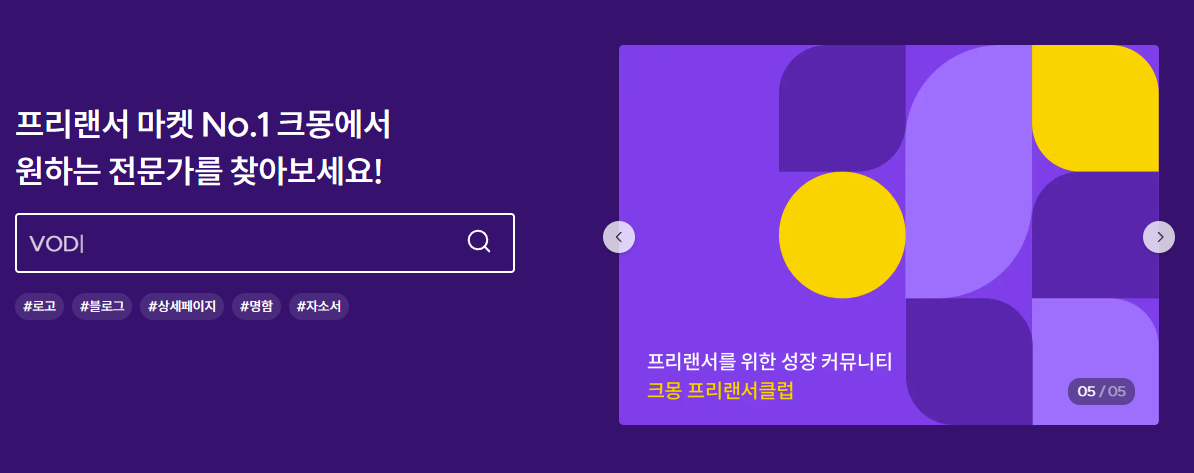 프리랜서 마켓 No.1 크몽에서
원하는 전문가를 찾아보세요!
VOD
#로고 #블로그 #상세페이지 #명함 #자소서
프리랜서를 위한 성장 커뮤니티
크몽 프리랜서클럽
05 / 05